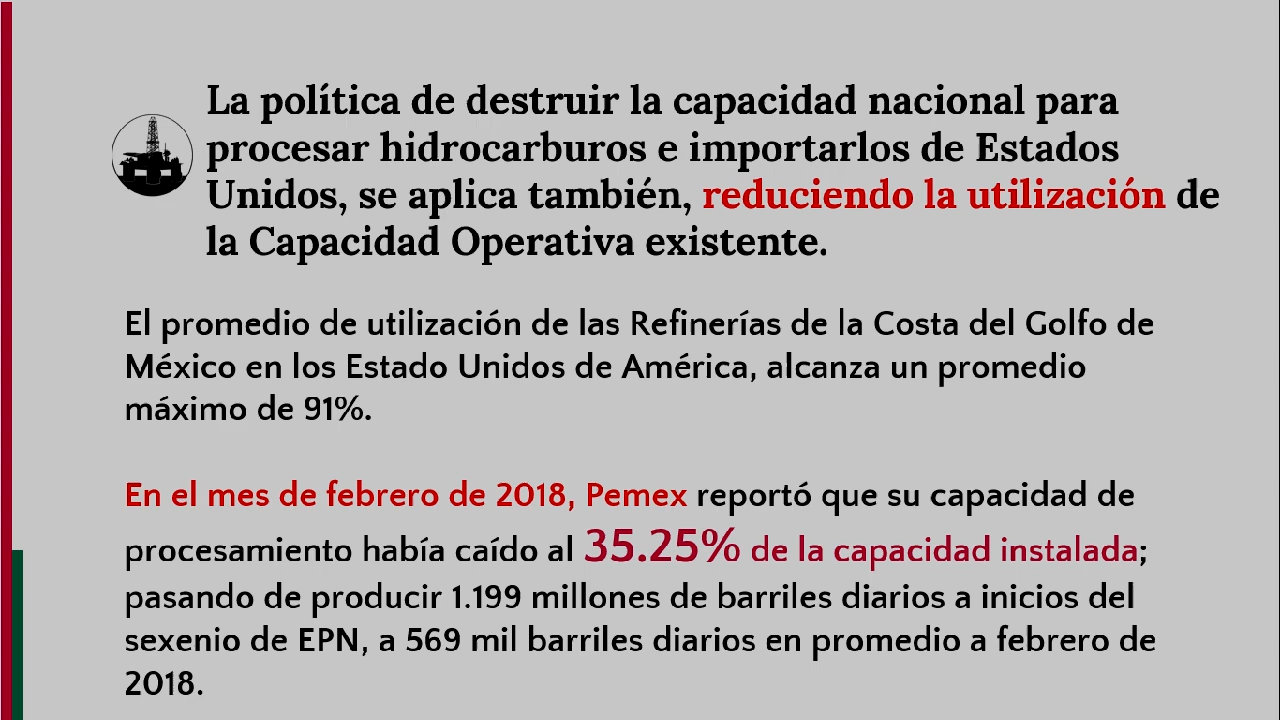 La política de destruir la capacidad nacional para
procesar hidrocarburos e importarlos de Estados
Unidos, se aplica también, reduciendo la utilización de
la Capacidad Operativa existente.
El promedio de utilización de las Refinerías de la Costa del Golfo de
México en los Estado Unidos de América, alcanza un promedio
máximo de 91%.
En el mes de febrero de 2018, Pemex reportó que su capacidad de
procesamiento había caído al 35.25% de la capacidad instalada;
pasando de producir 1.199 millones de barriles diarios a inicios del
sexenio de EPN, a 569 mil barriles diarios en promedio a febrero de
2018.